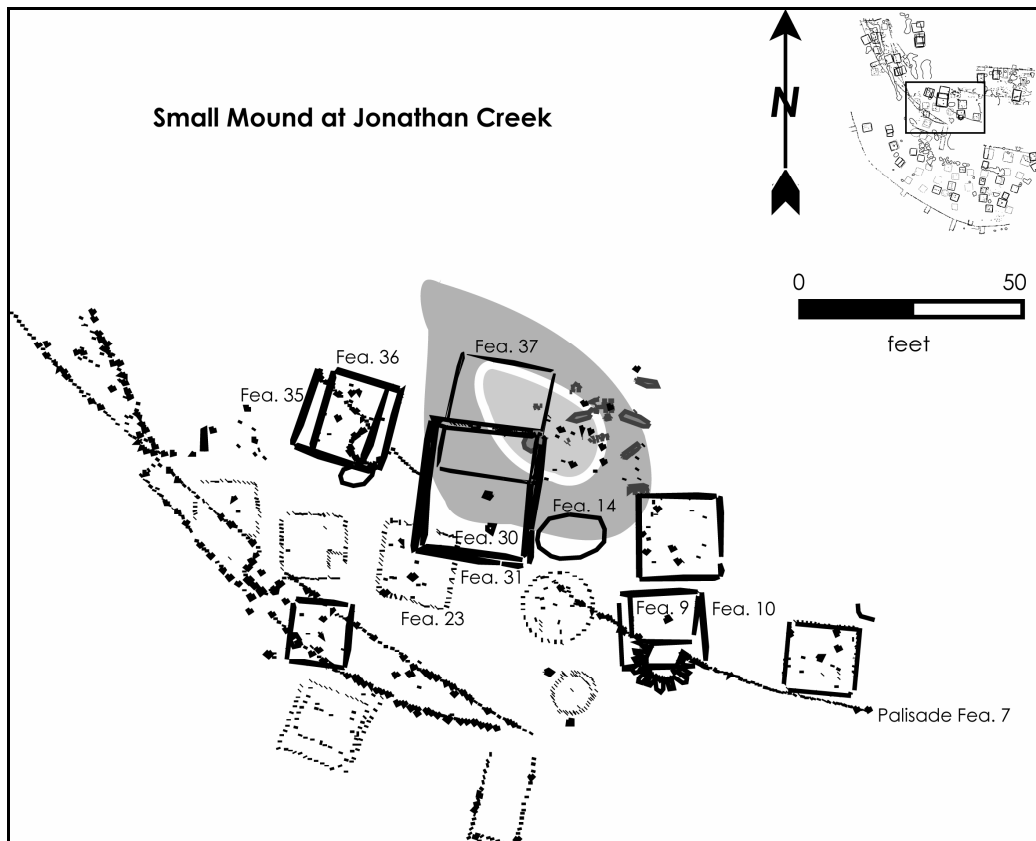 N
Small Mound at Jonathan Creek
0 50
feet
Fea. 37
Fea. 36
Fea. 35
Fea. 14
Fea. 30
Fea. 31
Fea. 9 Fea. 10
Fea. 23
Palisade Fea. 7